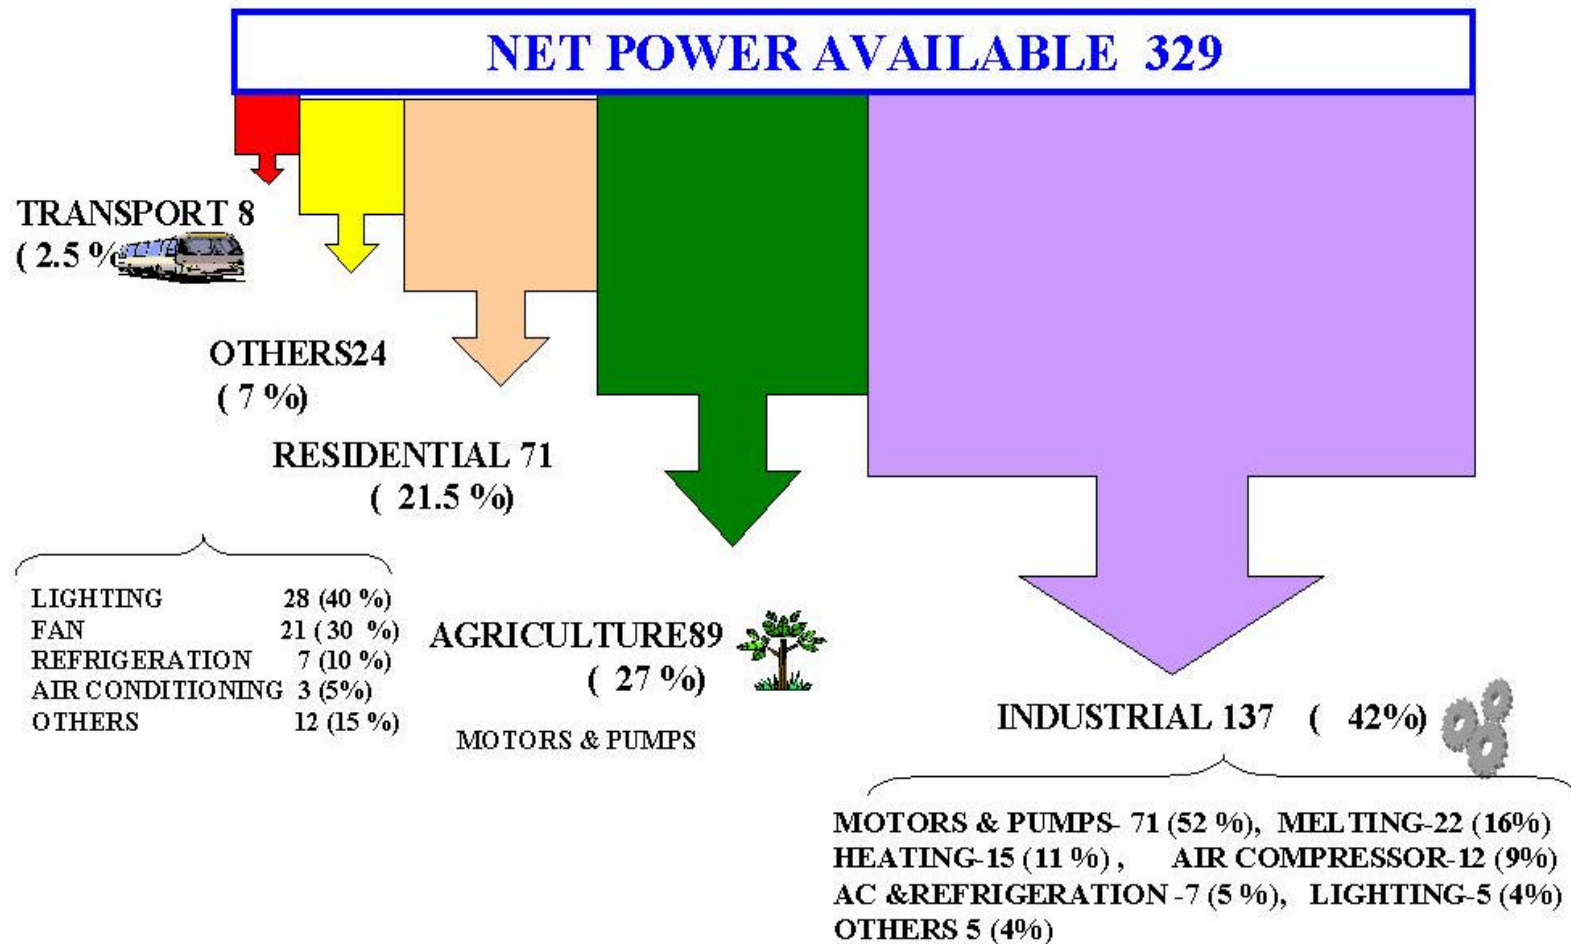 NET POWER AVAILABLE 329
TRANSPORT 8
( 2.5 %
OTHERS24
( 7 %)
RESIDENTIAL 71
( 21.5 %)
LIGHTING 28 (40 %)
FAN 21 (30 %)
REFRIGERATION 7 (10 %)
AIR CONDITIONING 3 (5%)
OTHERS 12 (15 %)
AGRICULTURE89
( 27 %)
MOTORS & PUMPS
INDUSTRIAL 137 ( 42%)
MOTORS & PUMPS- 71 (52 %), MELTING-22 (16%)
HEATING-15 (11 %) , AIR COMPRESSOR-12 (9%)
AC &REFRIGERATION -7 (5 %), LIGHTING-5 (4%)
OTHERS 5 (4%)